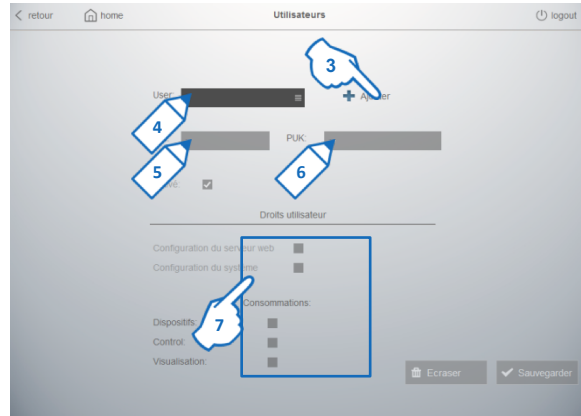 retour home Utilisateurs logout
3
User: Ajouter
4
PUK:
5 6
Droits utilisateur
Configuration du serveur web
Configuration du système
Consommations:
Dispositifs:
7
Control:
Visualisation:
Ecraser Sauvegarder